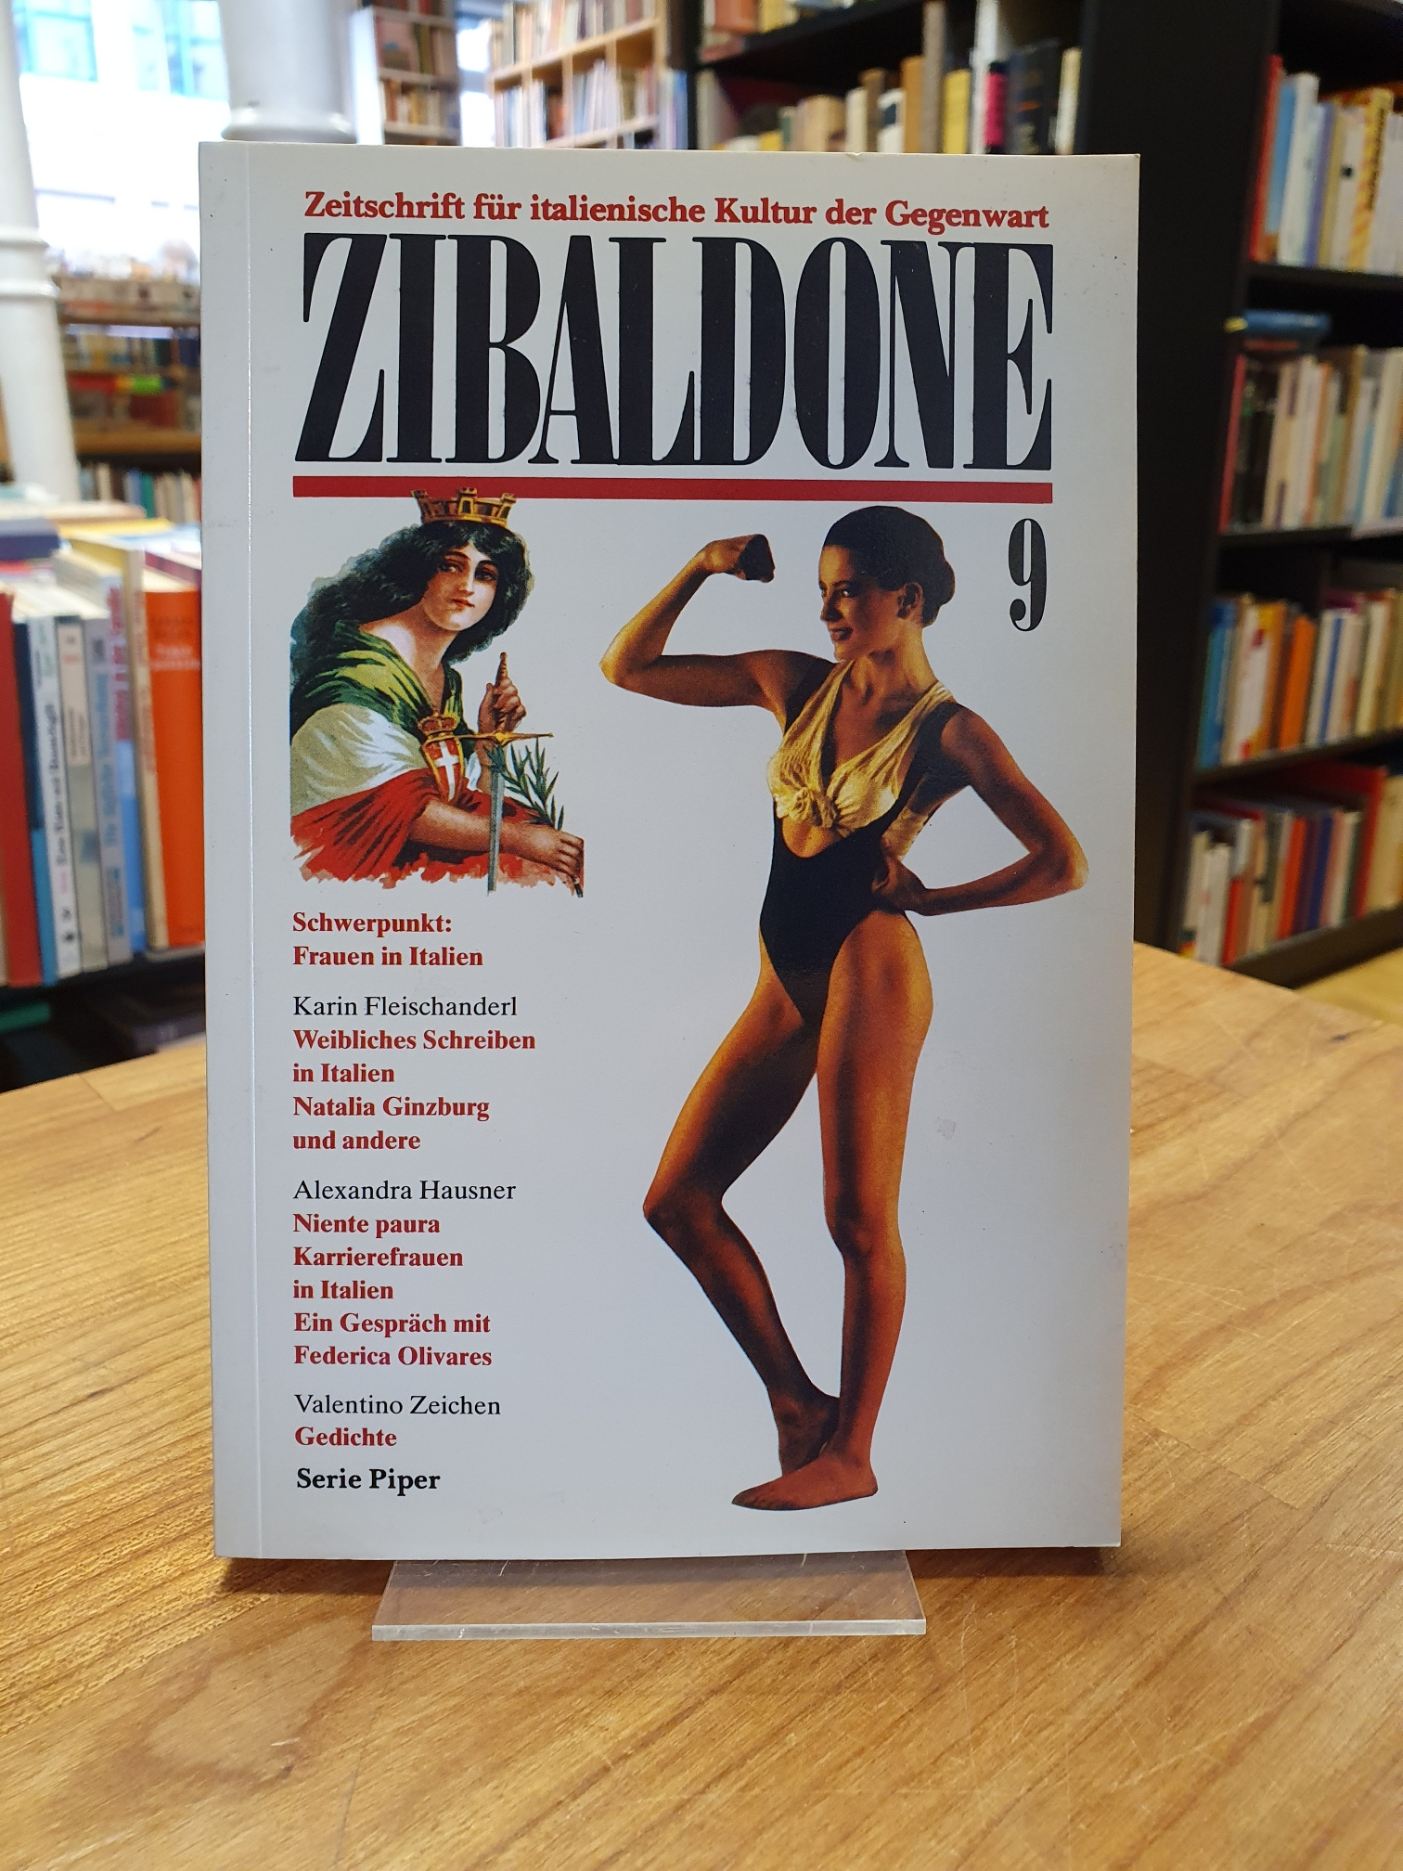 Zeitschrift für italienische Kultur der Gegenwart
ZIBALDONE
9
Schwerpunkt:
Frauen in Italien
Karin Fleischanderl
Weibliches Schreiben
in Italien
Natalia Ginzburg
und andere
Alexandra Hausner
Niente paura
Karrierefrauen
in Italien
Ein Gespräch mit
Federica Olivares
Valentino Zeichen
Gedichte
Serie Piper